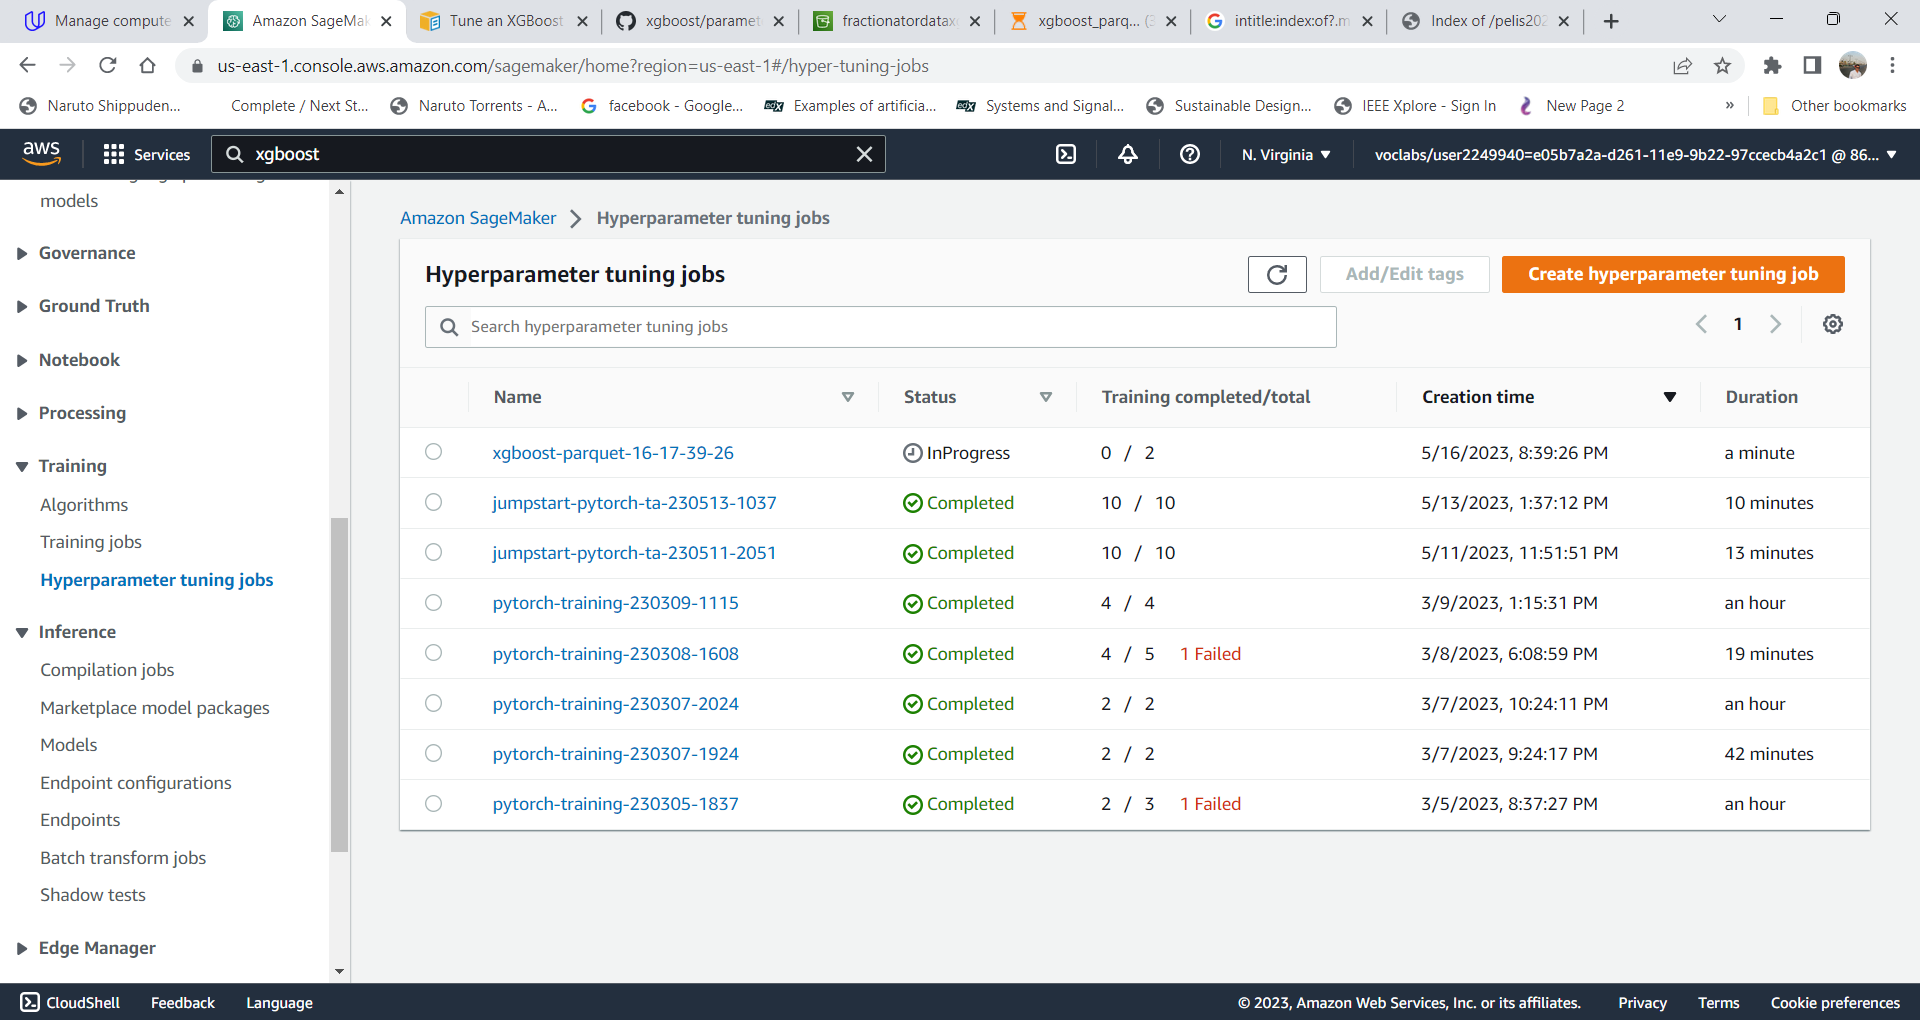 Manage compute
Amazon SageMak
Tune an XGBoost
xgboost/paramet
fractionatordatax
xgboost_parq... (3
intitle:index:of?.m
Index of /pelis202
us-east-1.console.aws.amazon.com/sagemaker/home?region=us-east-1#/hyper-tuning-jobs
Naruto Shippuden...
Complete / Next St...
Naruto Torrents - A...
facebook - Google...
edX
Examples of artificia...
edX
Systems and Signal...
Sustainable Design...
IEEE Xplore - Sign In
New Page 2
»
Other bookmarks
aws
Services
xgboost
N. Virginia
voclabs/user2249940=e05b7a2a-d261-11e9-9b22-97ccecb4a2c1 @ 86...
models
Governance
Ground Truth
Notebook
Processing
Training
Algorithms
Training jobs
Hyperparameter tuning jobs
Inference
Compilation jobs
Marketplace model packages
Models
Endpoint configurations
Endpoints
Batch transform jobs
Shadow tests
Edge Manager
Amazon SageMaker
Hyperparameter tuning jobs
Hyperparameter tuning jobs
Add/Edit tags
Create hyperparameter tuning job
Search hyperparameter tuning jobs
1
Name Status Training completed/total Creation time Duration
xgboost-parquet-16-17-39-26 InProgress 0 / 2 5/16/2023, 8:39:26 PM a minute
jumpstart-pytorch-ta-230513-1037 Completed 10 / 10 5/13/2023, 1:37:12 PM 10 minutes
jumpstart-pytorch-ta-230511-2051 Completed 10 / 10 5/11/2023, 11:51:51 PM 13 minutes
pytorch-training-230309-1115 Completed 4 / 4 3/9/2023, 1:15:31 PM an hour
pytorch-training-230308-1608 Completed 4 / 5 1 Failed 3/8/2023, 6:08:59 PM 19 minutes
pytorch-training-230307-2024 Completed 2 / 2 3/7/2023, 10:24:11 PM an hour
pytorch-training-230307-1924 Completed 2 / 2 3/7/2023, 9:24:17 PM 42 minutes
pytorch-training-230305-1837 Completed 2 / 3 1 Failed 3/5/2023, 8:37:27 PM an hour
CloudShell
Feedback
Language
© 2023, Amazon Web Services, Inc. or its affiliates.
Privacy
Terms
Cookie preferences